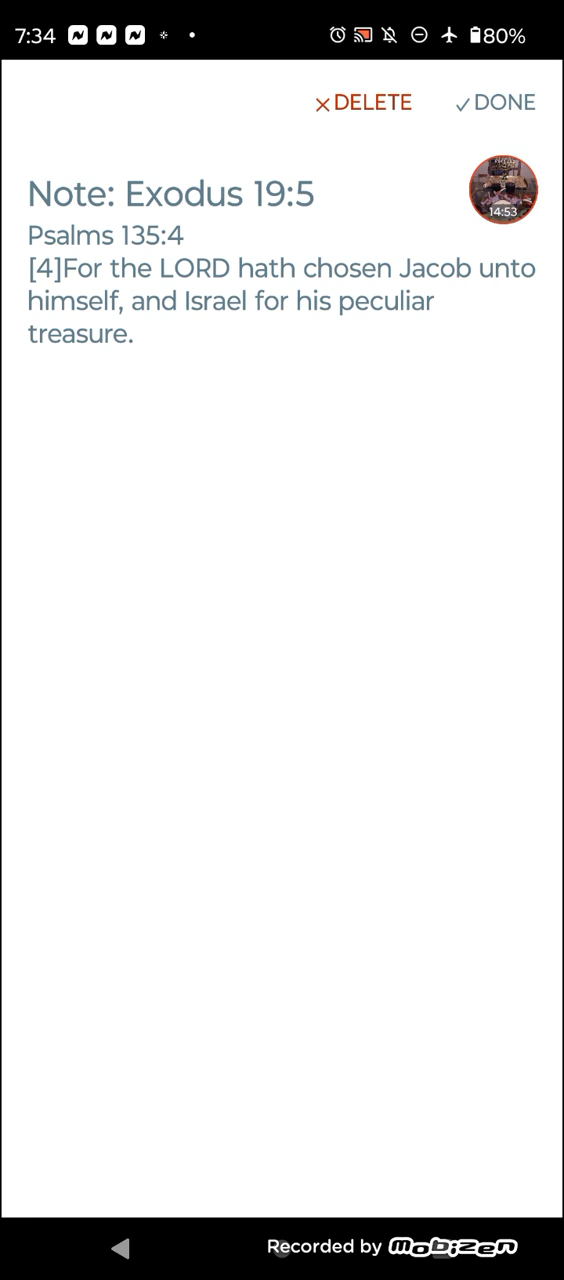 7:34 80%
DELETE DONE
Note: Exodus 19:5
14:53
Psalms 135:4
[4]For the LORD hath chosen Jacob unto
himself, and Israel for his peculiar
treasure.
Recorded by Mobizen